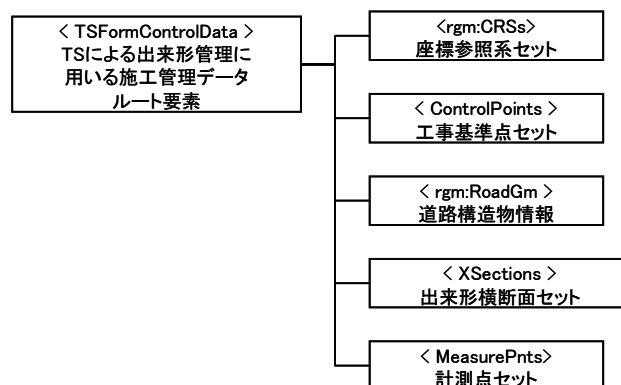 < TSFormControlData >
TSによる出来形管理に
用いる施工管理データ
ルート要素
<rgm:CRSs>
座標参照系セット
< ControlPoints >
工事基準点セット
< rgm:RoadGm >
道路構造物情報
< XSections >
出来形横断面セット
< MeasurePnts>
計測点セット